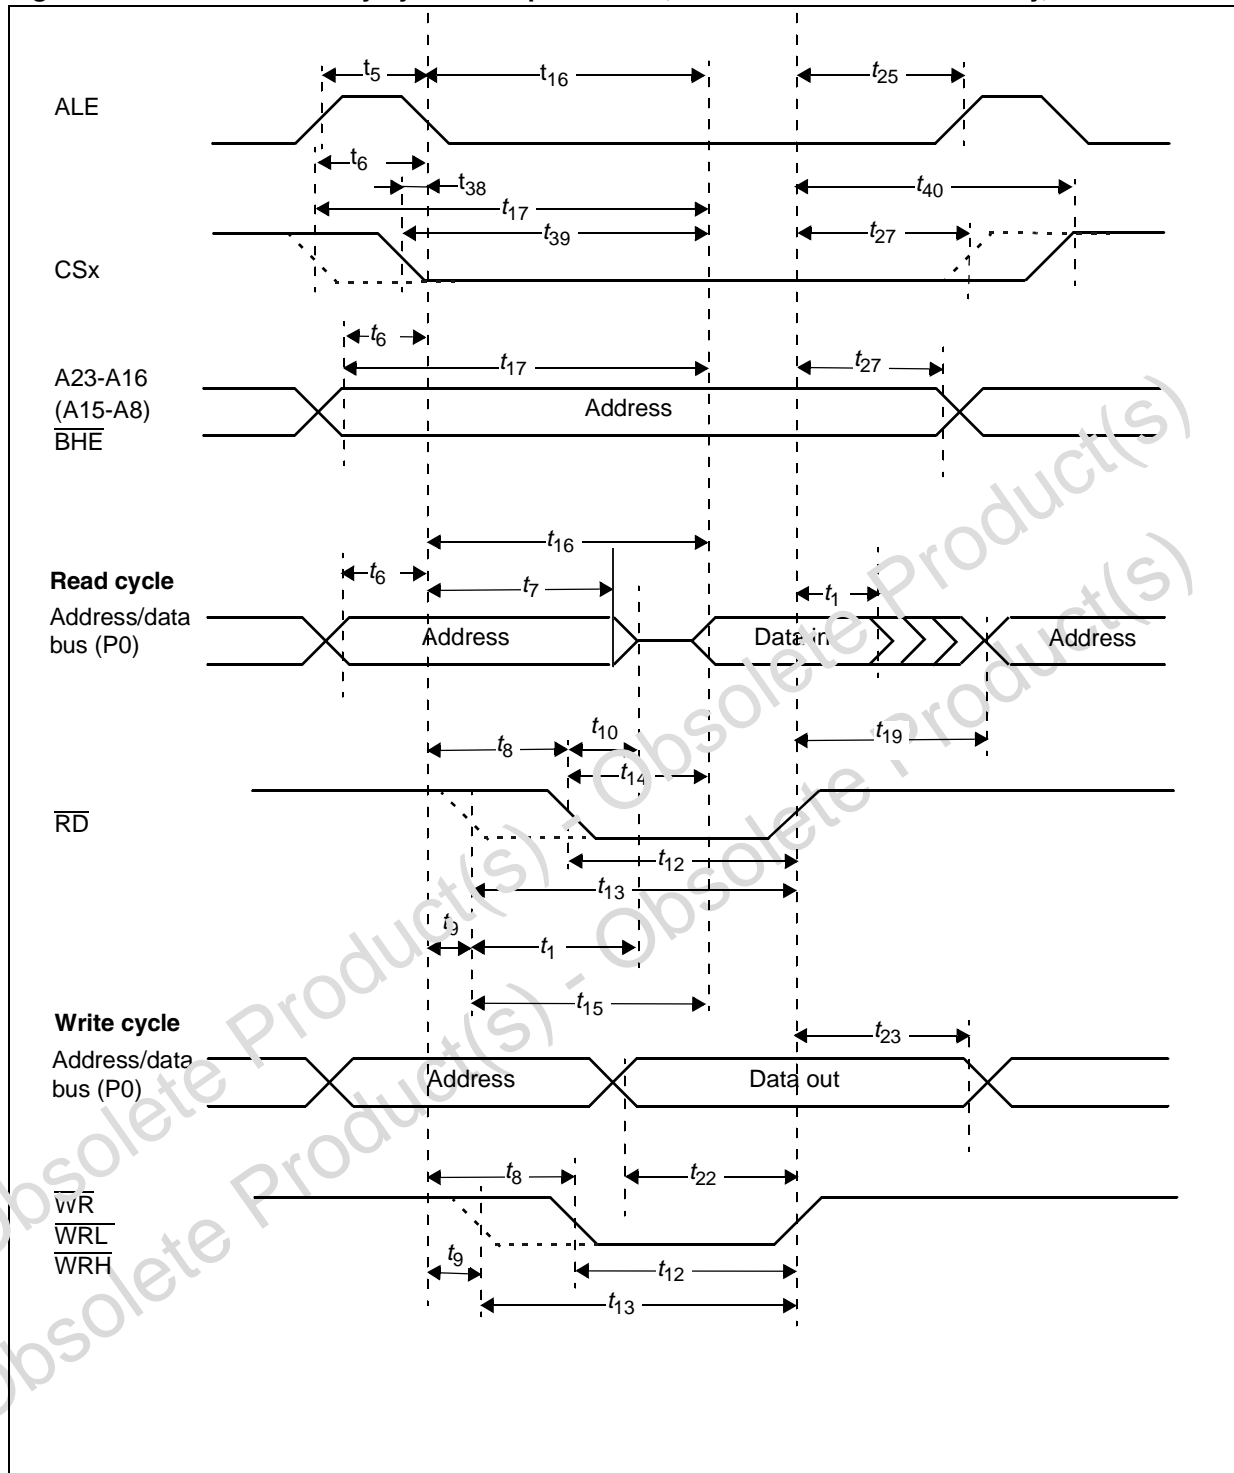 t5
t16
t25
ALE
t6
t38
t40
t17
t39
t27
CSx
t6
t17
t27
A23-A16
(A15-A8)
BHE
Address
t16
Read cycle
t6
t7
t1
Address/data
bus (P0)
Address
Data in
Address
t10
t8
t19
t14
RD
t12
t13
t9
t1
t15
Write cycle
t23
Address/data
bus (P0)
Address
Data out
t8
t22
WR
WRL
WRH
t9
t12
t13
Obsolete Product(s) - Obsolete Product(s)
Obsolete Product(s) - Obsolete Product(s)